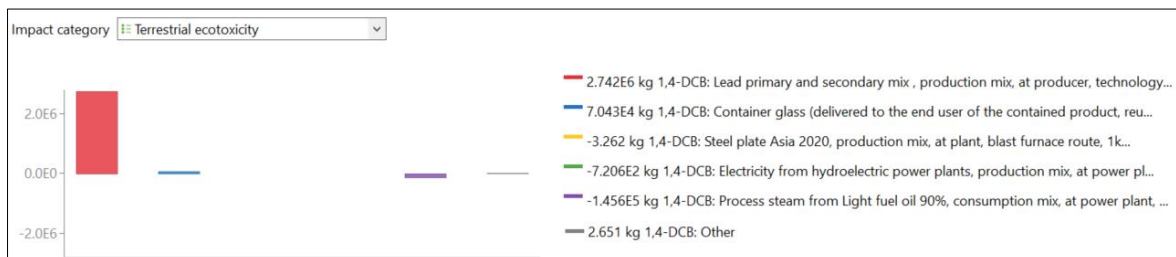 Impact category Terrestrial ecotoxicity
2.0E6
0.0E0
-2.0E6
2.742E6 kg 1,4-DCB: Lead primary and secondary mix , production mix, at producer, technology...
7.043E4 kg 1,4-DCB: Container glass (delivered to the end user of the contained product, reu...
-3.262 kg 1,4-DCB: Steel plate Asia 2020, production mix, at plant, blast furnace route, 1k...
-7.206E2 kg 1,4-DCB: Electricity from hydroelectric power plants, production mix, at power pl...
-1.456E5 kg 1,4-DCB: Process steam from Light fuel oil 90%, consumption mix, at power plant, ...
2.651 kg 1,4-DCB: Other